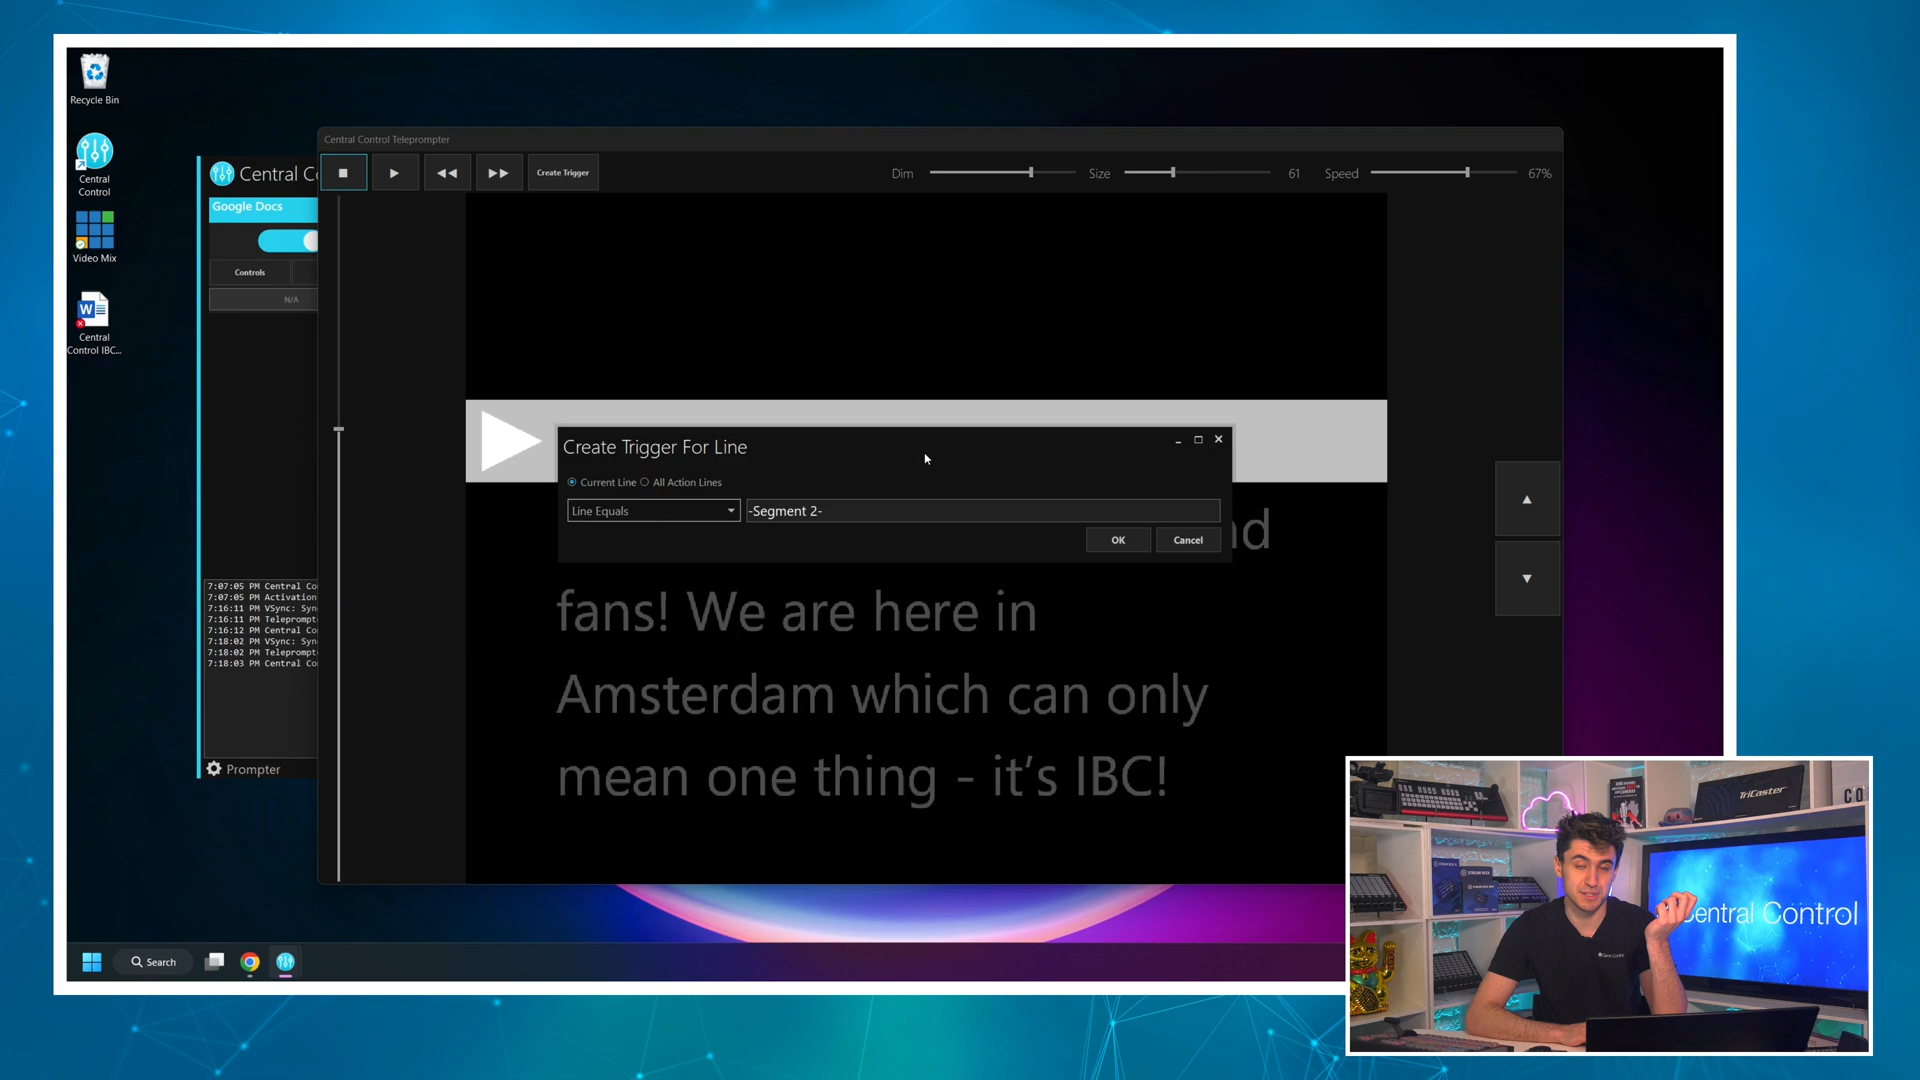 Recycle Bin
Central
Control
Video Mix
Central
Control IBC...
Central Co
Google Docs
Controls
N/A
7:07:05 PM Central Co
7:07:05 PM Activation
7:16:11 PM VSync: Syn
7:16:11 PM Teleprompt
7:16:12 PM Central Co
7:18:02 PM VSync: Syn
7:18:02 PM Teleprompt
7:18:03 PM Central Co
Prompter
Central Control Teleprompter
Create Trigger
Dim
Size
61
Speed
67%
Create Trigger For Line
Current Line
All Action Lines
Line Equals
-Segment 2-
OK
Cancel
nd
fans! We are here in
Amsterdam which can only
mean one thing - it's IBC!
Search
TriCaster
CO
Central Control